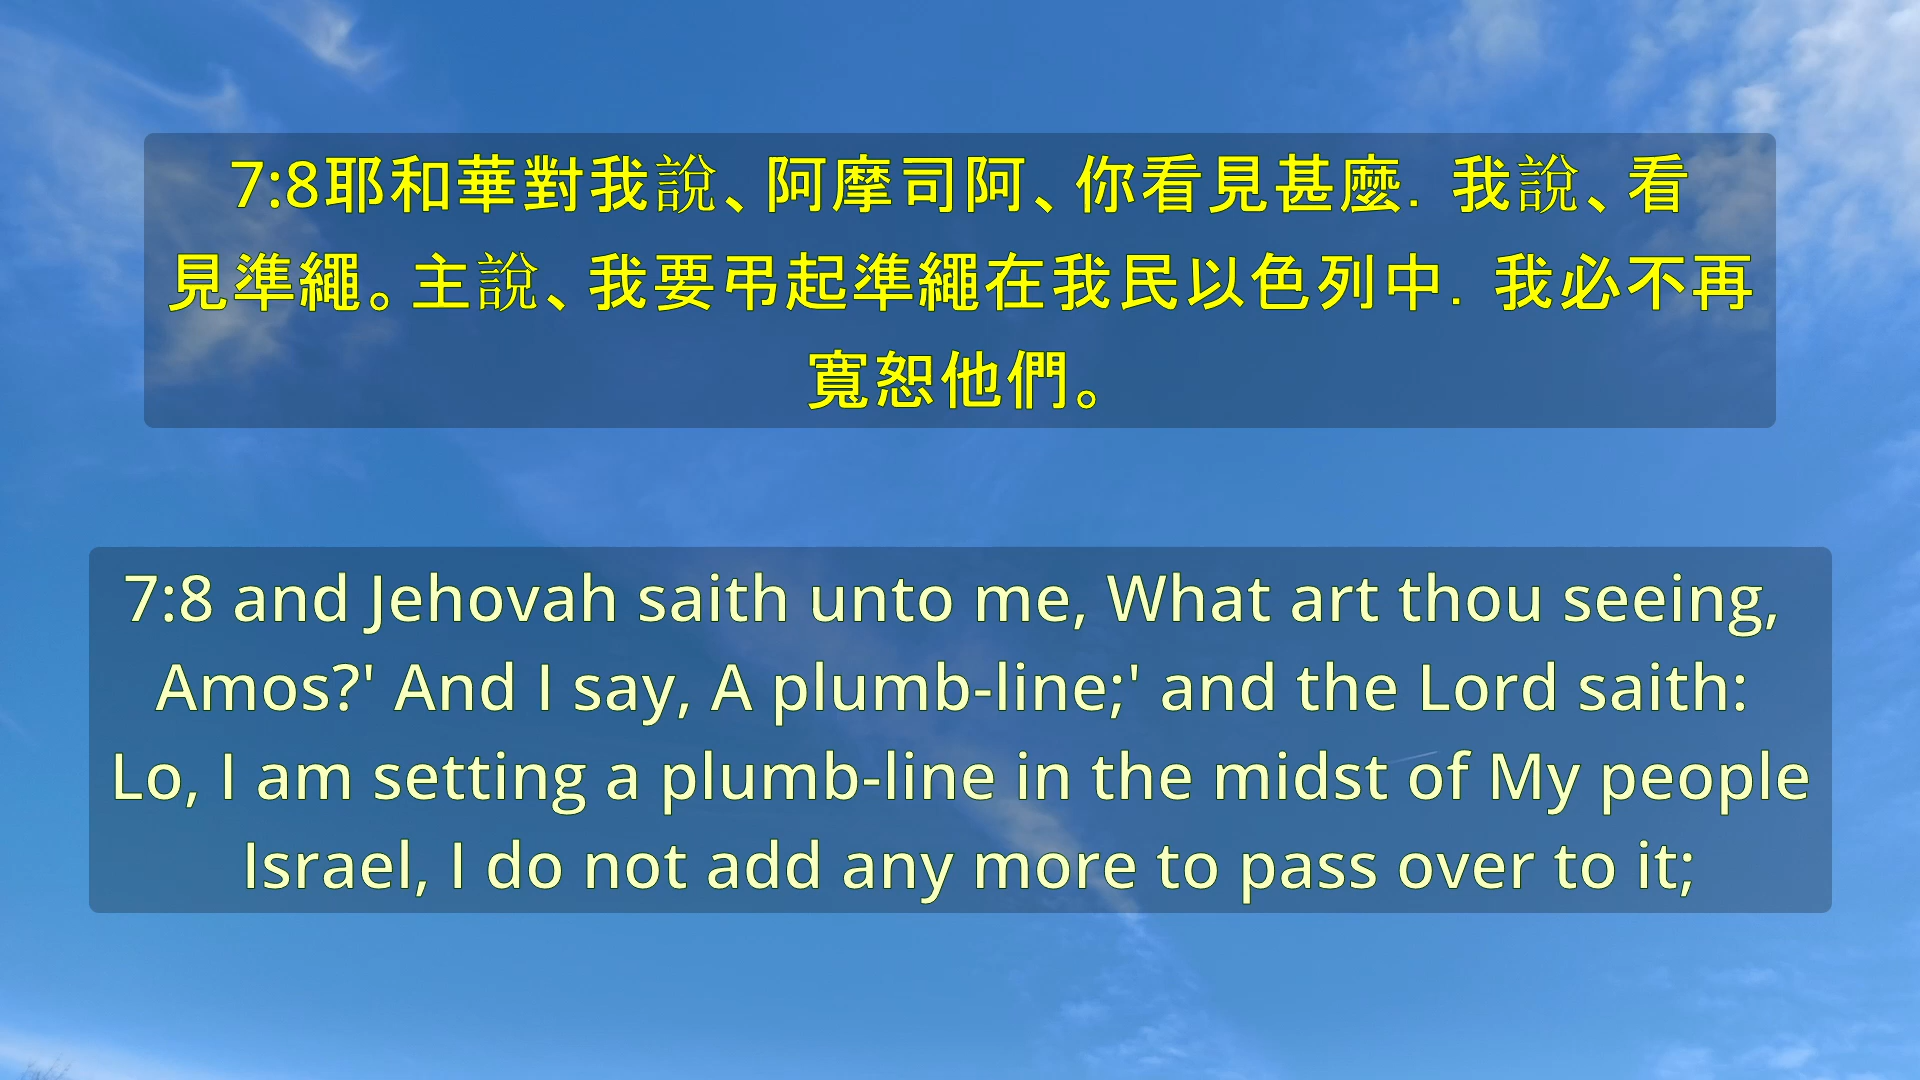 7:8耶和華對我說、阿摩司阿、你看見甚麼．我說、看
見準繩。主說、我要弔起準繩在我民以色列中．我必不再
寬恕他們。
7:8 and Jehovah saith unto me, What art thou seeing,
Amos?' And I say, A plumb-line;' and the Lord saith:
Lo, I am setting a plumb-line in the midst of My people
Israel, I do not add any more to pass over to it;